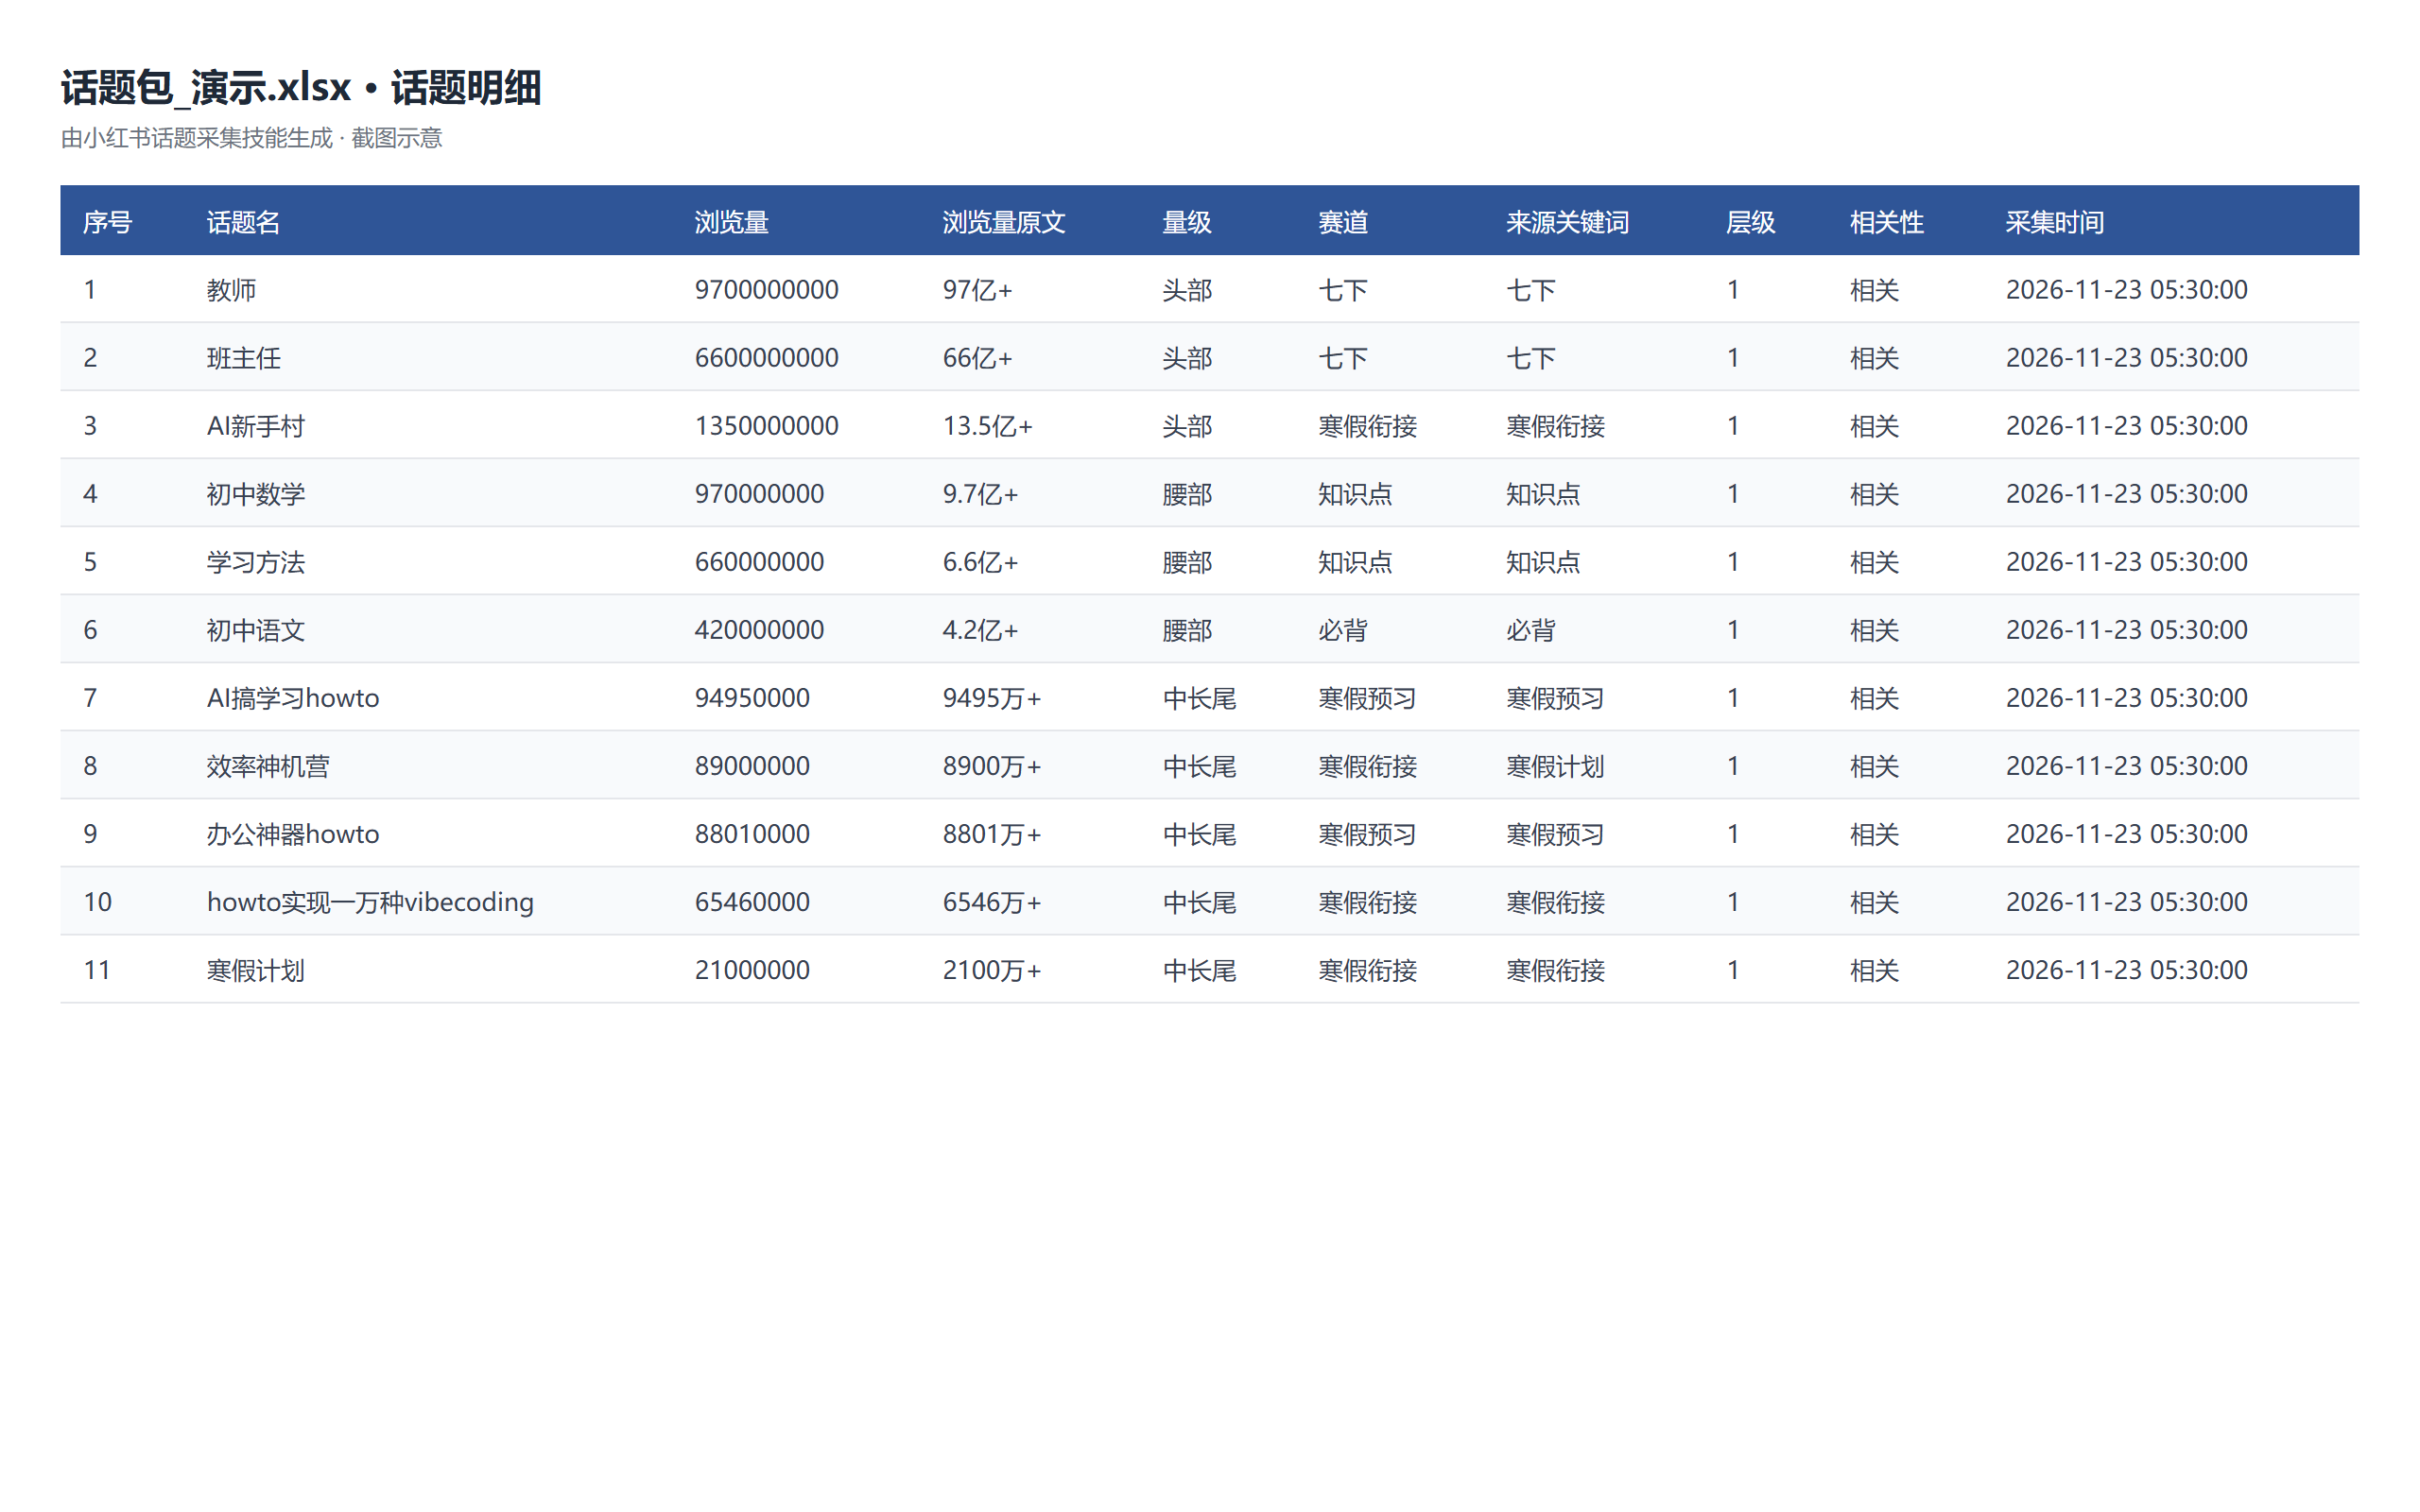 话题包_演示.xlsx · 话题明细
由小红书话题采集技能生成 · 截图示意
序号 话题名 浏览量 浏览量原文 量级 赛道 来源关键词 层级 相关性 采集时间
1 教师 9700000000 97亿+ 头部 七下 七下 1 相关 2026-11-23 05:30:00
2 班主任 6600000000 66亿+ 头部 七下 七下 1 相关 2026-11-23 05:30:00
3 AI新手村 1350000000 13.5亿+ 头部 寒假衔接 寒假衔接 1 相关 2026-11-23 05:30:00
4 初中数学 970000000 9.7亿+ 腰部 知识点 知识点 1 相关 2026-11-23 05:30:00
5 学习方法 660000000 6.6亿+ 腰部 知识点 知识点 1 相关 2026-11-23 05:30:00
6 初中语文 420000000 4.2亿+ 腰部 必背 必背 1 相关 2026-11-23 05:30:00
7 AI搞学习howto 94950000 9495万+ 中长尾 寒假预习 寒假预习 1 相关 2026-11-23 05:30:00
8 效率神机营 89000000 8900万+ 中长尾 寒假衔接 寒假计划 1 相关 2026-11-23 05:30:00
9 办公神器howto 88010000 8801万+ 中长尾 寒假预习 寒假预习 1 相关 2026-11-23 05:30:00
10 howto实现一万种vibecoding 65460000 6546万+ 中长尾 寒假衔接 寒假衔接 1 相关 2026-11-23 05:30:00
11 寒假计划 21000000 2100万+ 中长尾 寒假衔接 寒假衔接 1 相关 2026-11-23 05:30:00